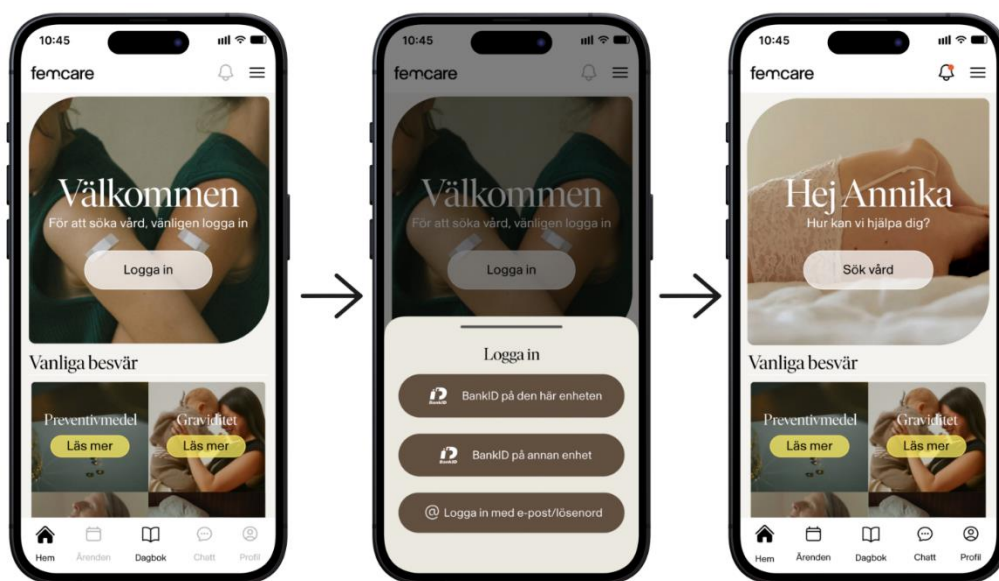 10:45
femcare
Välkommen
För att söka vård, vänligen logga in
Logga in
Vanliga besvär
Preventivmedel
Läs mer
Graviditet
Läs mer
Hem
Ärenden
Dagbok
Chatt
Profil
10:45
femcare
Välkommen
För att söka vård, vänligen logga in
Logga in
Logga in
BankID
BankID på den här enheten
BankID
BankID på annan enhet
@ Logga in med e-post/lösenord
10:45
femcare
Hej Annika
Hur kan vi hjälpa dig?
Sök vård
Vanliga besvär
Preventivmedel
Läs mer
Graviditet
Läs mer
Hem
Ärenden
Dagbok
Chatt
Profil